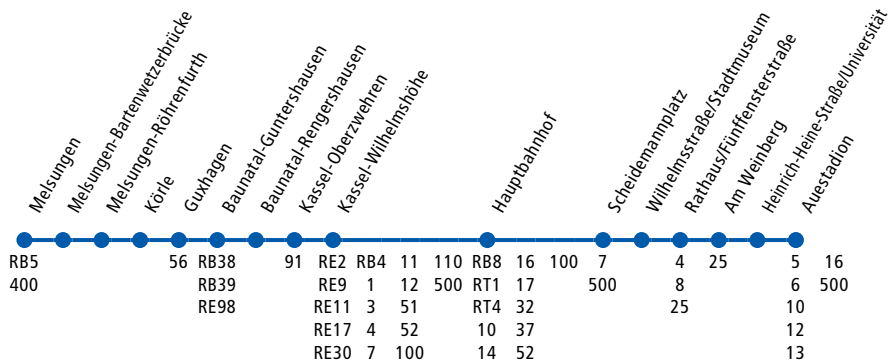 Melsungen
Melsungen-Bartenwetzerbrücke
Melsungen-Röhrenfurth
Körle
Guxhagen
Baunatal-Guntershausen
Baunatal-Rengershausen
Kassel-Oberzwehren
Kassel-Wilhelmshöhe
Hauptbahnhof
Scheidemannplatz
Wilhelmsstraße/Stadtmuseum
Rathaus/Fünffensterstraße
Am Weinberg
Heinrich-Heine-Straße/Universität
Auestadion
RB5 56 RB38 91 RE2 RB4 11 110 RB8 16 100 7 4 25 5 16
400 RB39 RE9 1 12 500 RT1 17 500 8 6 500
RE98 RE11 3 51 RT4 32 25 10
RE17 4 52 10 37 12
RE30 7 100 14 52 13